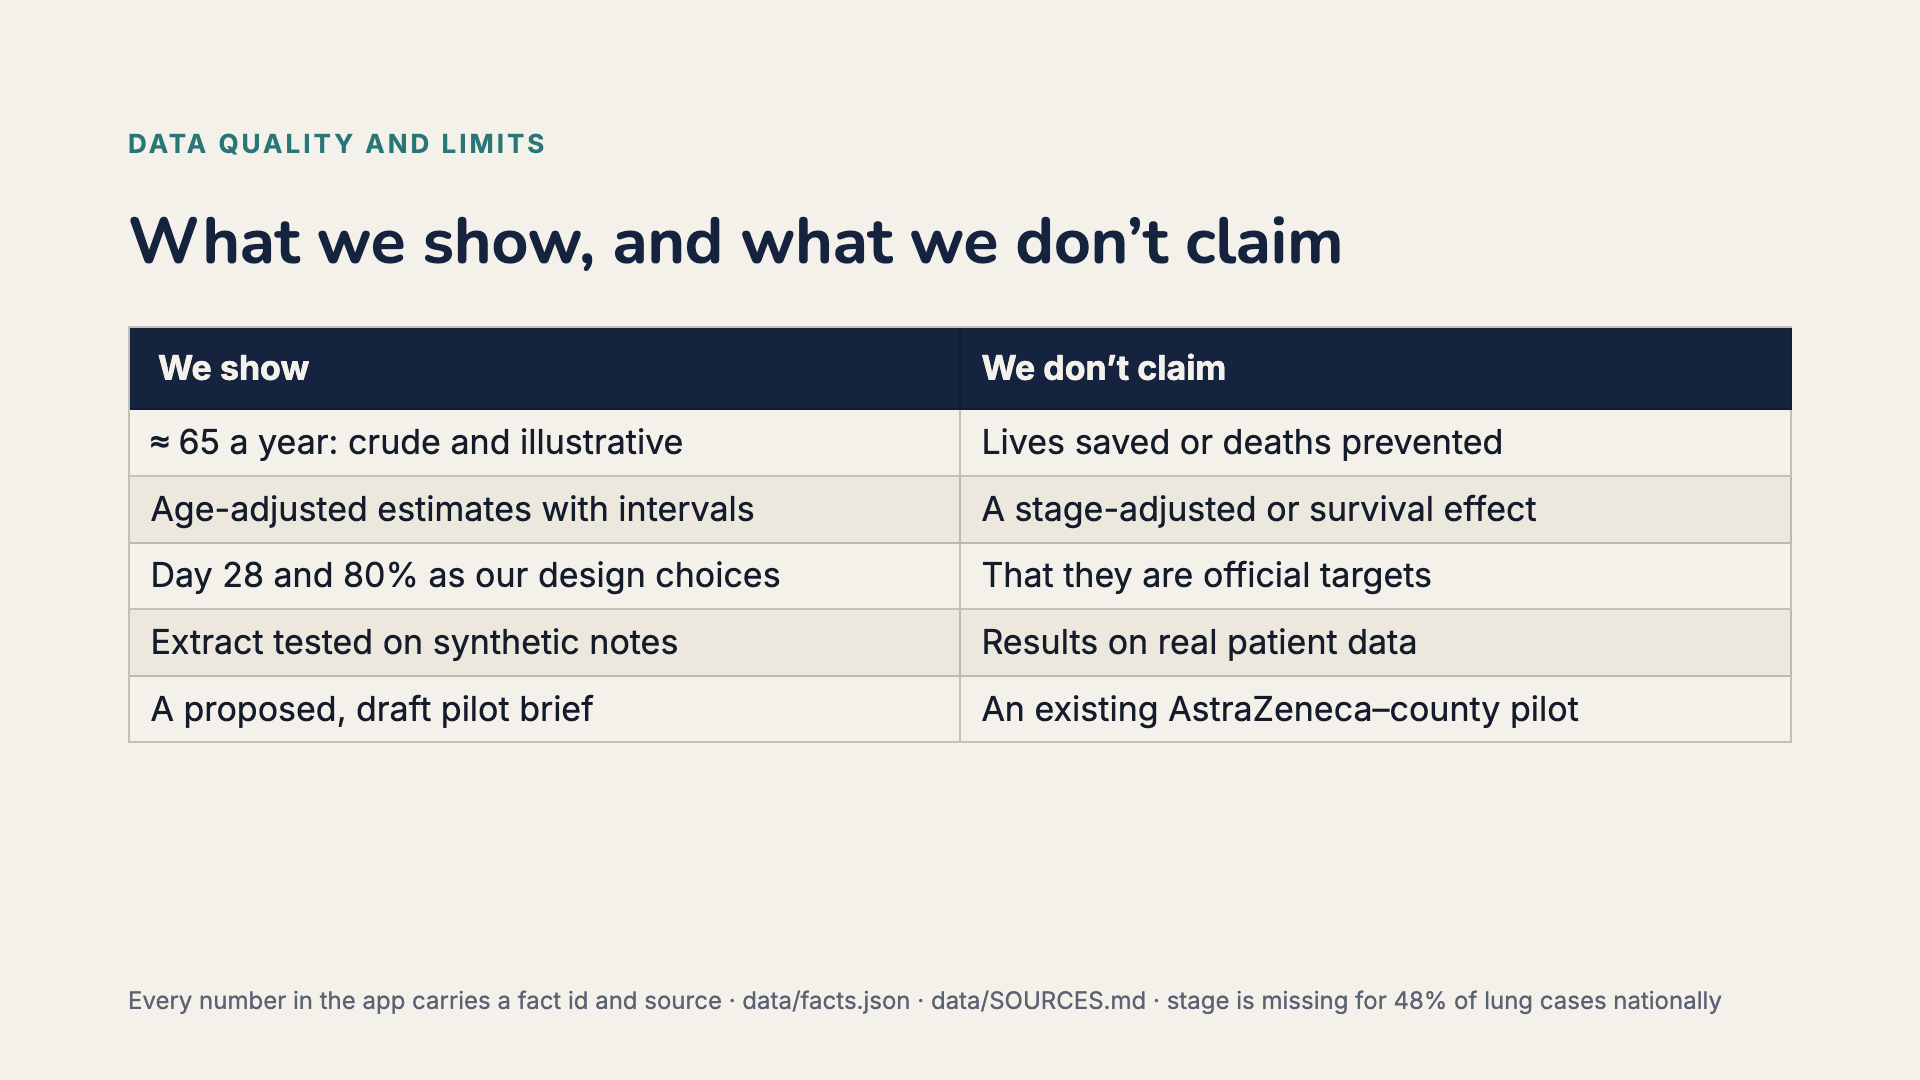 DATA QUALITY AND LIMITS
What we show, and what we don’t claim
We show
We don’t claim
≈ 65 a year: crude and illustrative
Lives saved or deaths prevented
Age-adjusted estimates with intervals
A stage-adjusted or survival effect
Day 28 and 80% as our design choices
That they are official targets
Extract tested on synthetic notes
Results on real patient data
A proposed, draft pilot brief
An existing AstraZeneca–county pilot
Every number in the app carries a fact id and source · data/facts.json · data/SOURCES.md · stage is missing for 48% of lung cases nationally